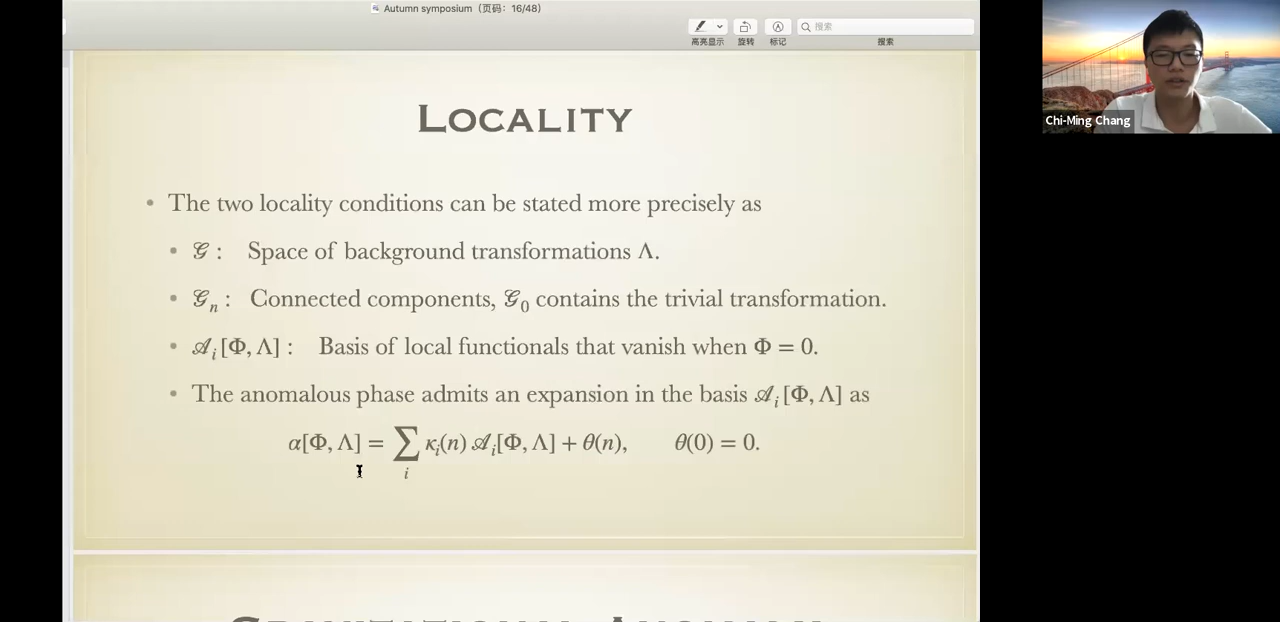 Autumn symposium（页码：16/48）
搜索
高亮显示 旋转 标记 搜索
Chi-Ming Chang
LOCALITY
• The two locality conditions can be stated more precisely as
• 𝒢 : Space of background transformations Λ.
• 𝒢ₙ : Connected components, 𝒢₀ contains the trivial transformation.
• 𝒜ᵢ[Φ, Λ] : Basis of local functionals that vanish when Φ = 0.
• The anomalous phase admits an expansion in the basis 𝒜ᵢ[Φ, Λ] as
α[Φ, Λ] = ∑ᵢ κᵢ(n) 𝒜ᵢ[Φ, Λ] + θ(n), θ(0) = 0.